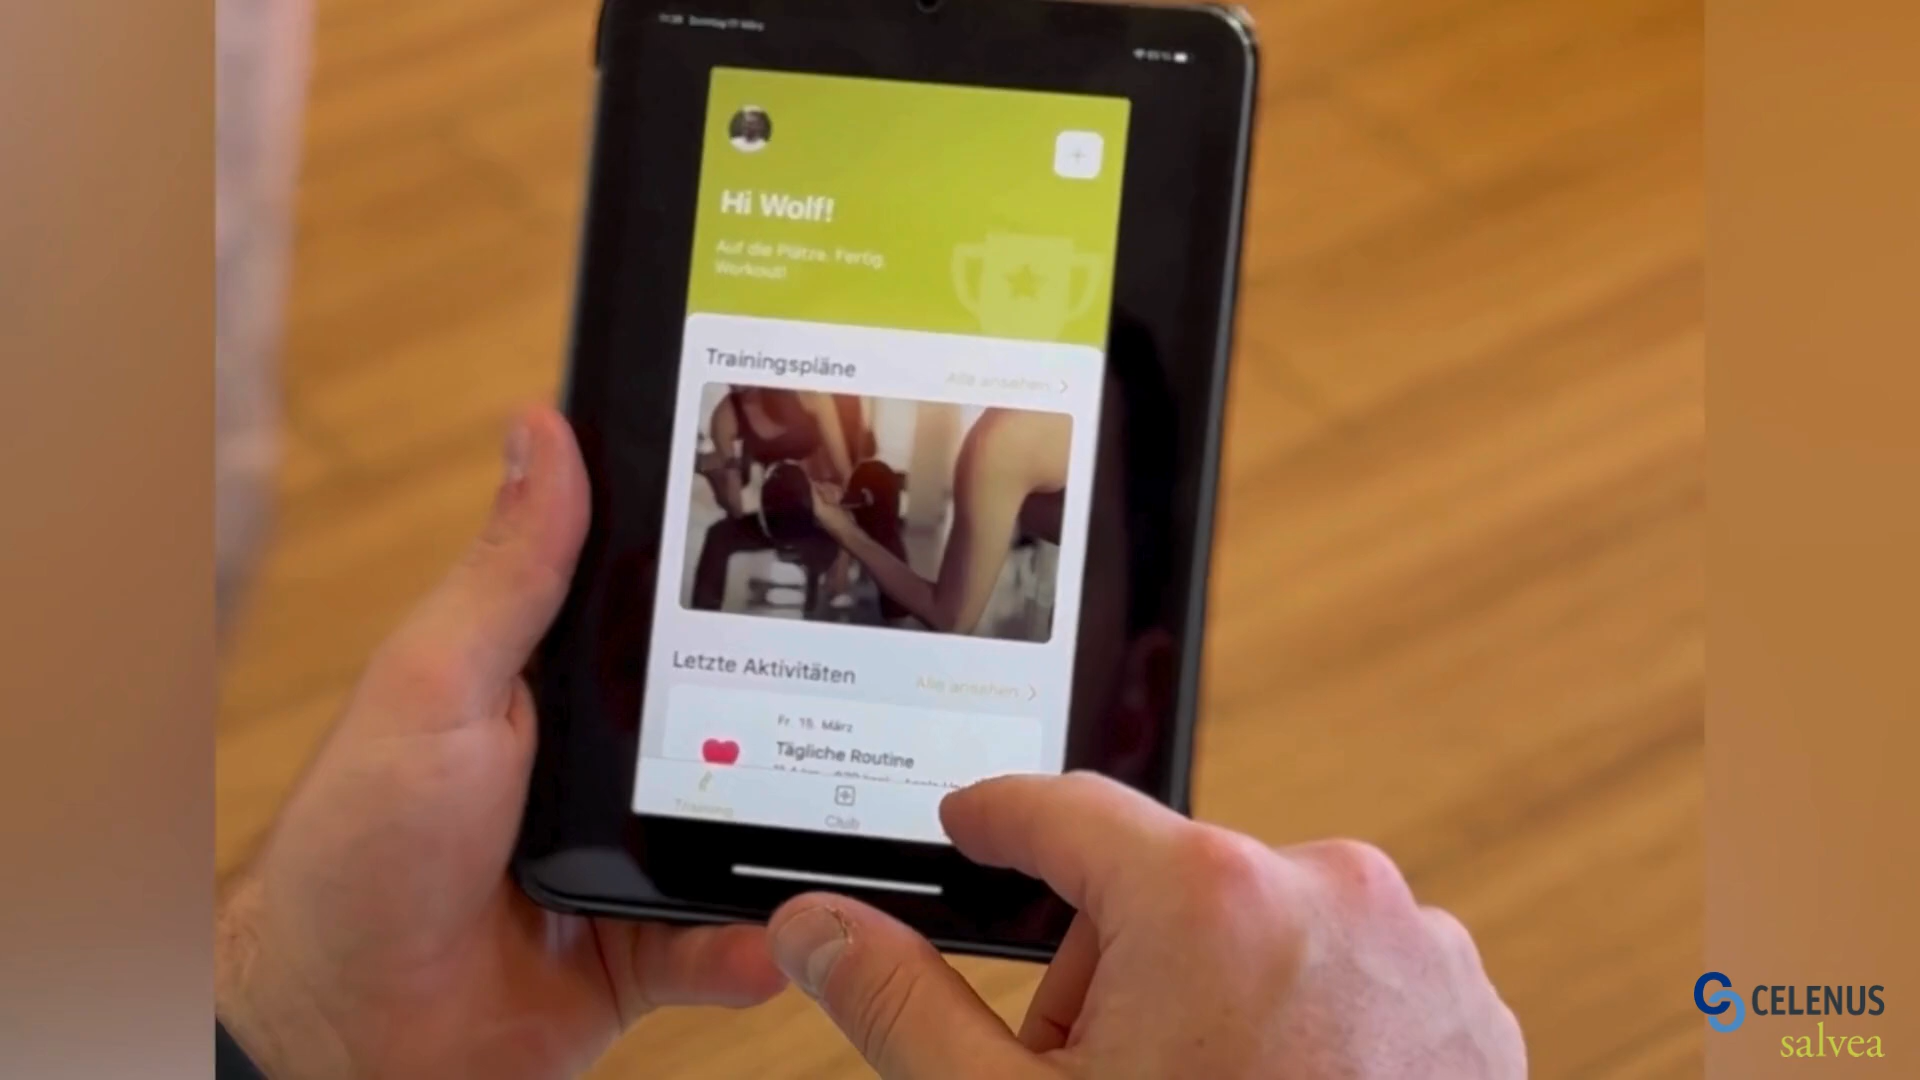 Hi Wolf!
Auf die Plätze. Fertig.
Workout!
Trainingspläne
Alle ansehen
Letzte Aktivitäten
Alle ansehen
Fr. 15. März
Tägliche Routine
Training
Club
CELENUS
salvea